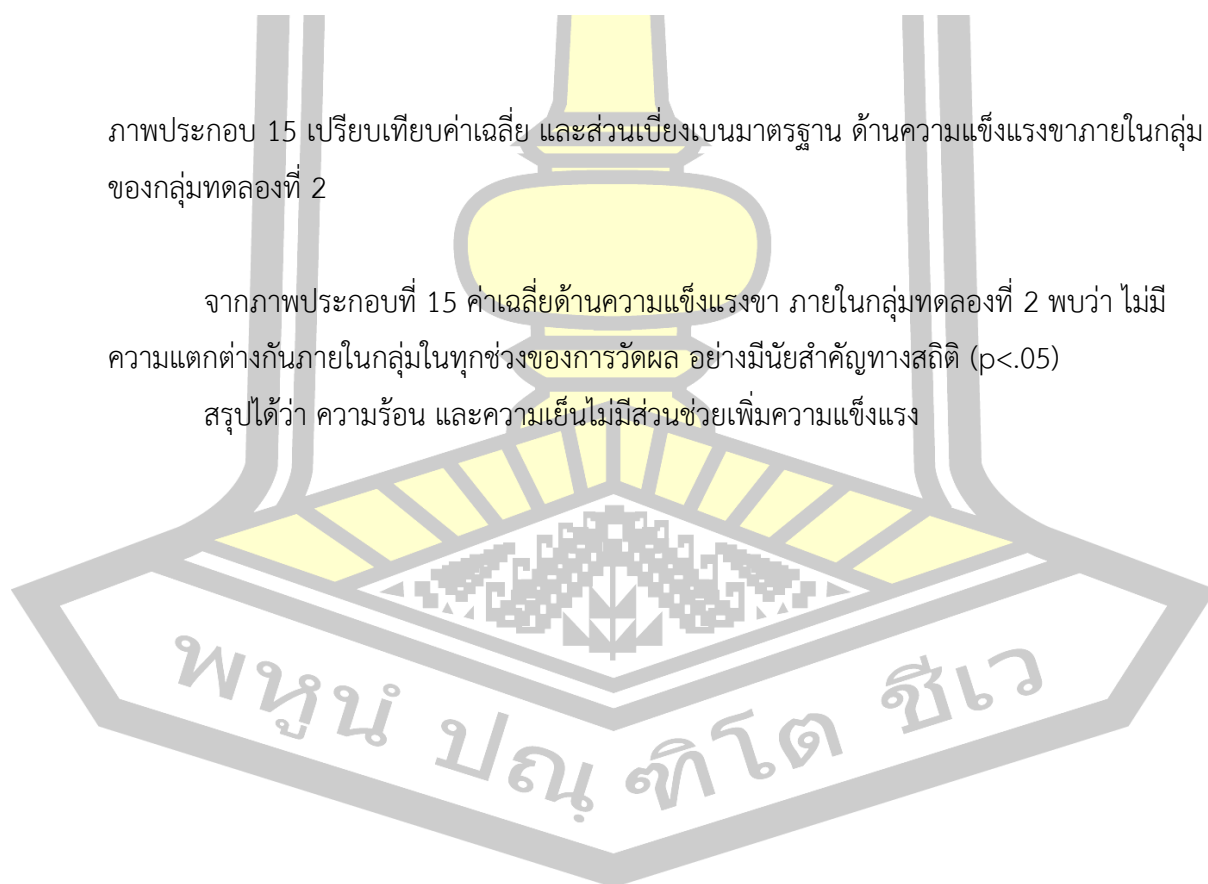 ภาพประกอบ 15 เปรียบเทียบค่าเฉลี่ย และส่วนเบี่ยงเบนมาตรฐาน ด้านความแข็งแรงขาภายในกลุ่ม
ของกลุ่มทดลองที่ 2
จากภาพประกอบที่ 15 ค่าเฉลี่ยด้านความแข็งแรงขา ภายในกลุ่มทดลองที่ 2 พบว่า ไม่มี
ความแตกต่างกันภายในกลุ่มในทุกช่วงของการวัดผล อย่างมีนัยสำคัญทางสถิติ (p<.05)
สรุปได้ว่า ความร้อน และความเย็นไม่มีส่วนช่วยเพิ่มความแข็งแรง
พหูนํ ปณฺฑิโต ชีเว